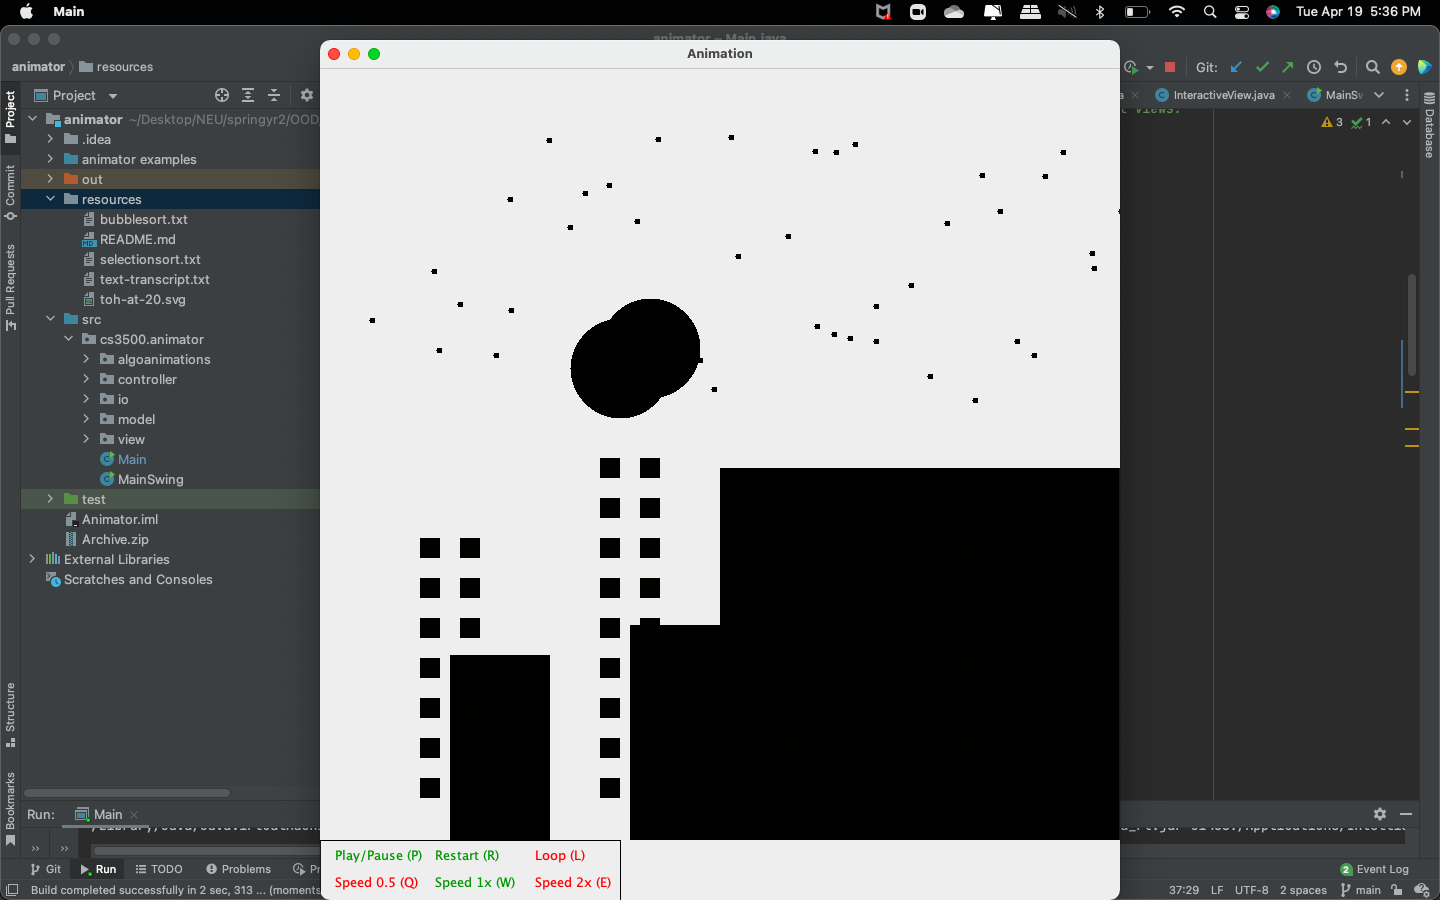 Main
Tue Apr 19 5:36 PM
animator – Main.java
animator
resources
Animation
Git:
Project
InteractiveView.java
MainSv
animator ~/Desktop/NEU/springyr2/OOD
t views.
3
1
.idea
animator examples
out
resources
bubblesort.txt
README.md
selectionsort.txt
text-transcript.txt
toh-at-20.svg
src
cs3500.animator
algoanimations
controller
io
model
view
Main
MainSwing
test
Animator.iml
Archive.zip
External Libraries
Scratches and Consoles
Project
Commit
Pull Requests
Structure
Bookmarks
Database
Run:
Main
Play/Pause (P)
Restart (R)
Loop (L)
Speed 0.5 (Q)
Speed 1x (W)
Speed 2x (E)
Git
Run
TODO
Problems
Pr
2 Event Log
Build completed successfully in 2 sec, 313 ... (moments
37:29
LF
UTF-8
2 spaces
main